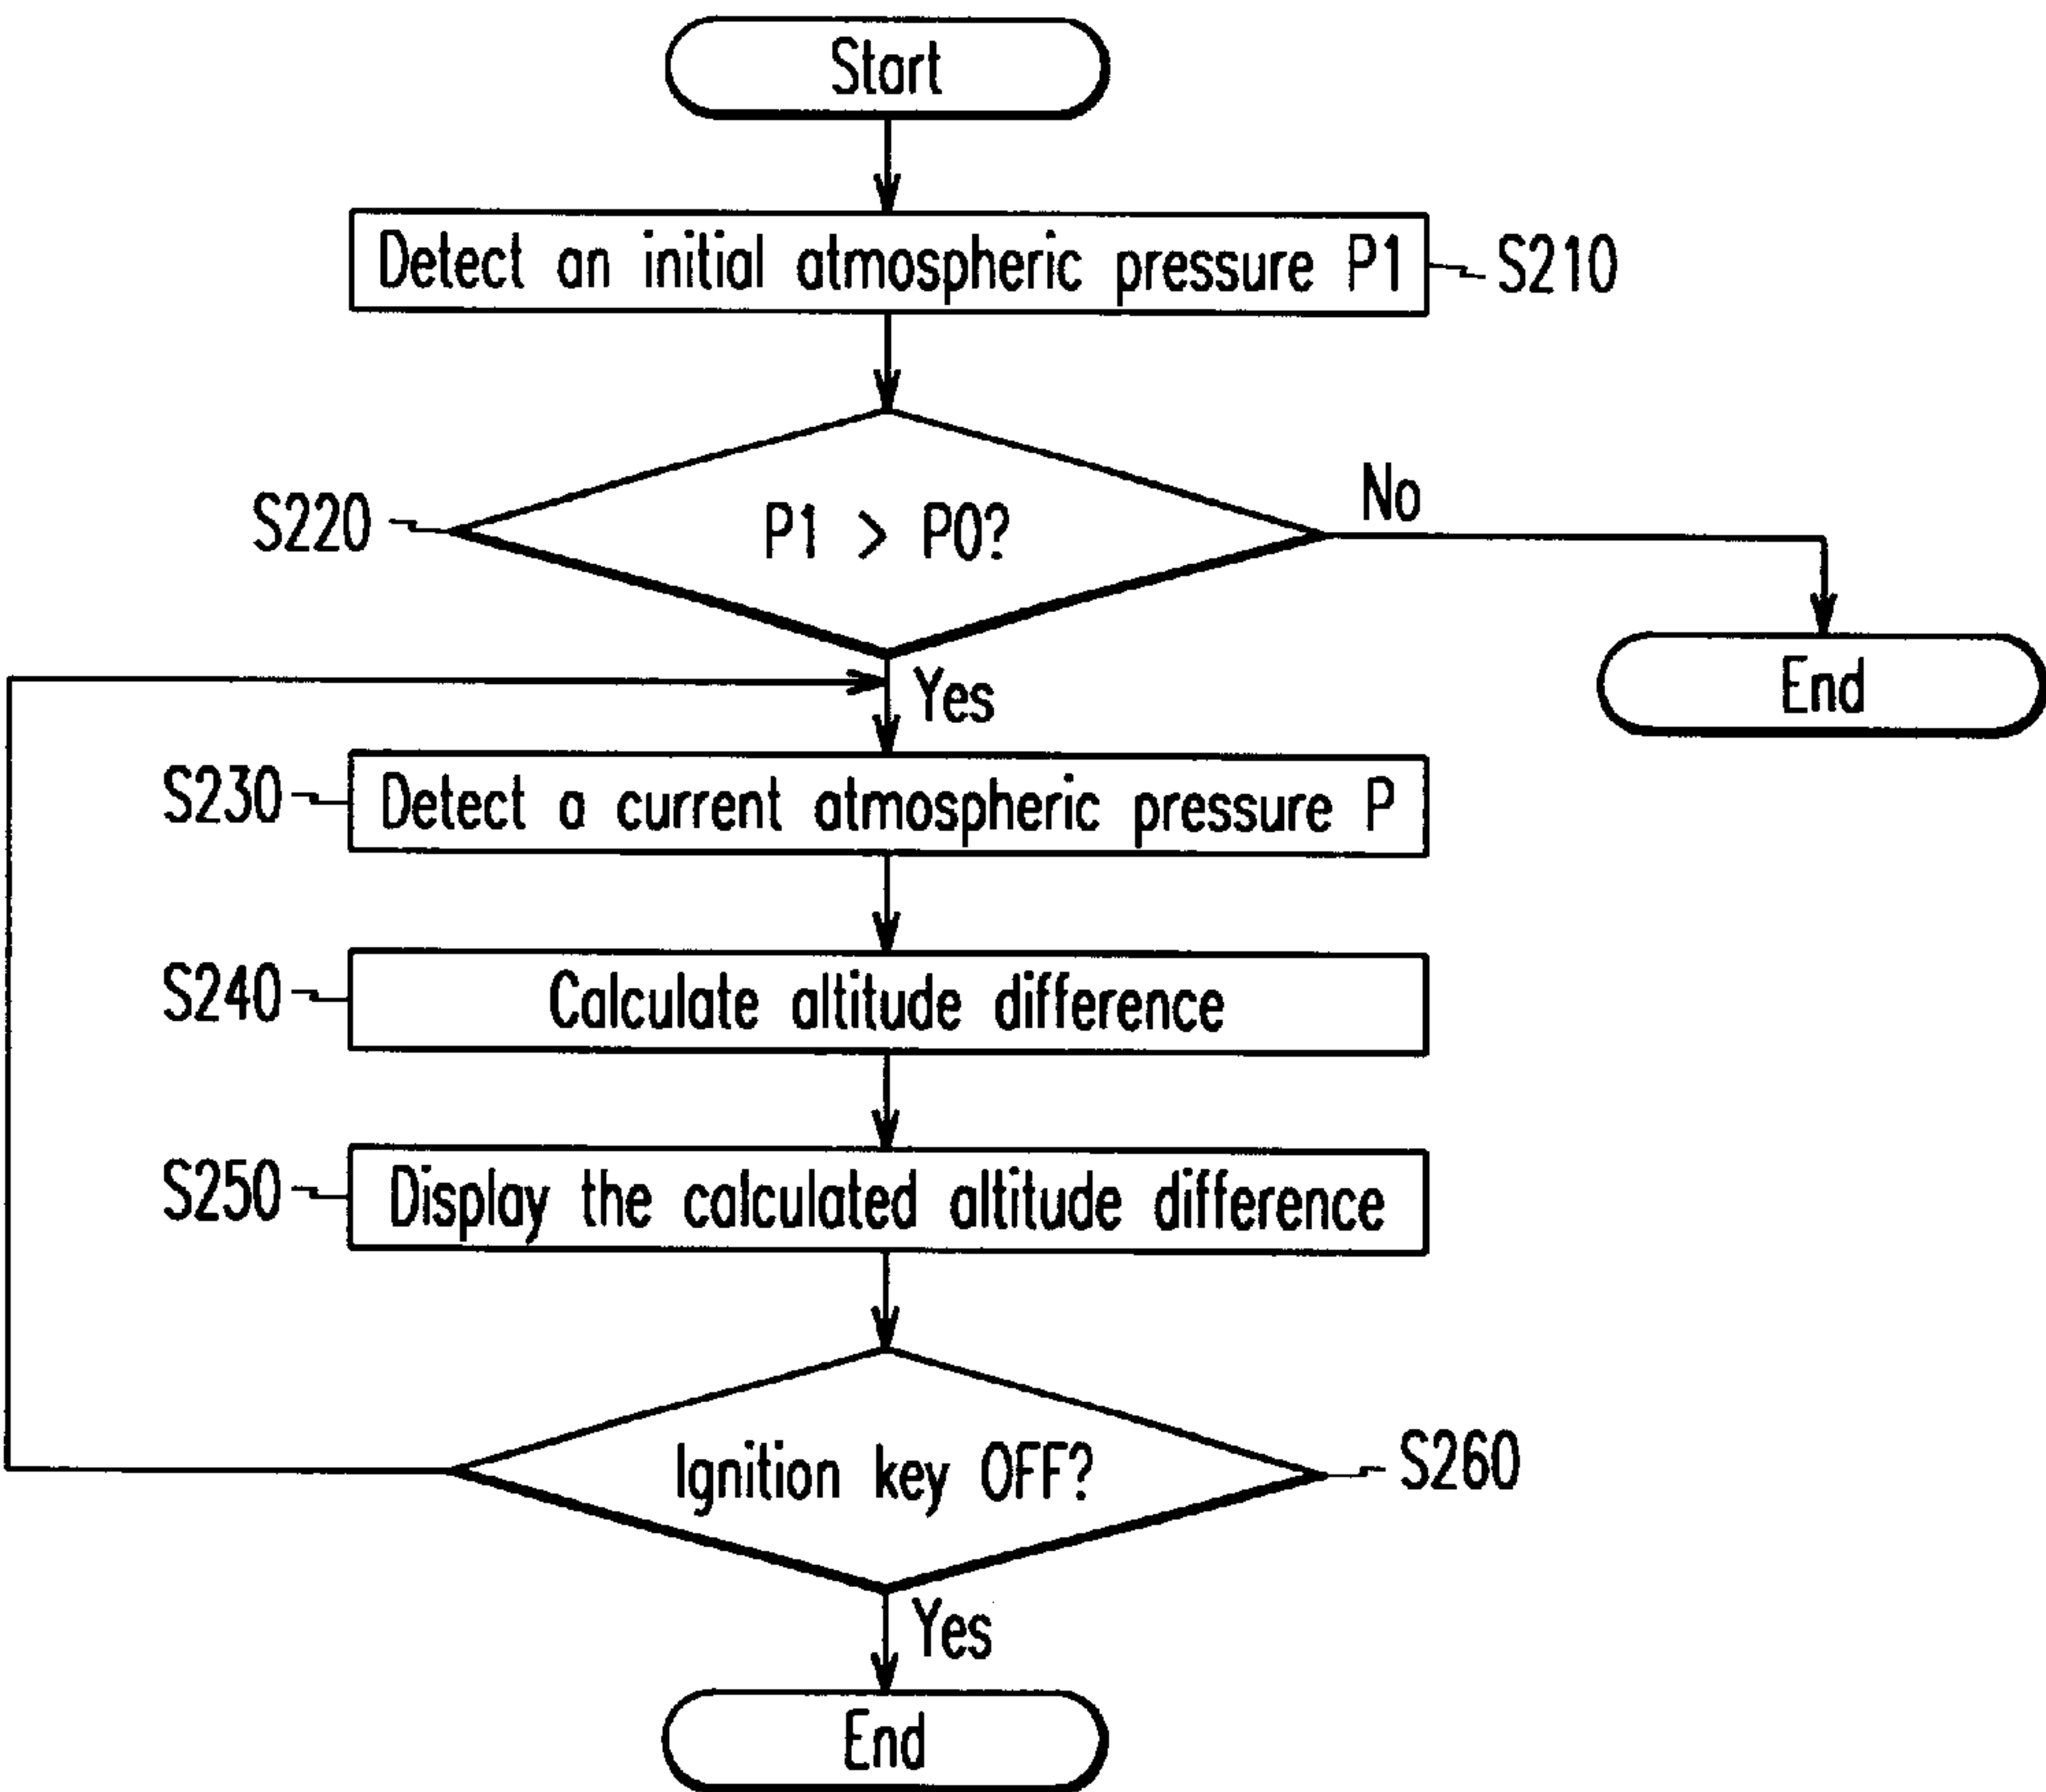 Start
Detect an initial atmospheric pressure P1
S210
S220
P1 > P0?
No
End
Yes
S230
Detect a current atmospheric pressure P
S240
Calculate altitude difference
S250
Display the calculated altitude difference
Ignition key OFF?
S260
Yes
End